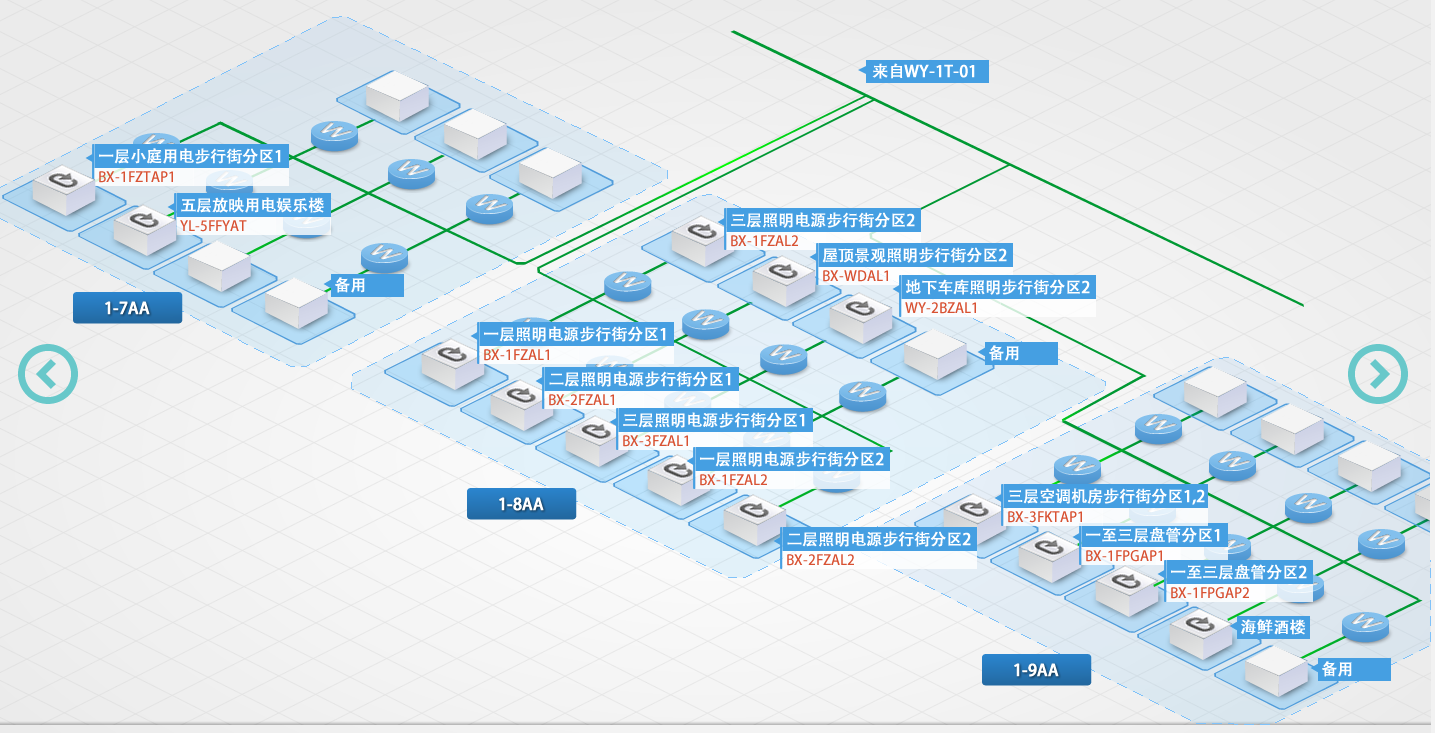 来自WY-1T-01
一层小庭用电步行街分区1
BX-1FZTAP1
五层放映用电娱乐楼
YL-5FFYAT
备用
1-7AA
三层照明电源步行街分区2
BX-1FZAL2
屋顶景观照明步行街分区2
BX-WDAL1
地下车库照明步行街分区2
WY-2BZAL1
备用
一层照明电源步行街分区1
BX-1FZAL1
二层照明电源步行街分区1
BX-2FZAL1
三层照明电源步行街分区1
BX-3FZAL1
一层照明电源步行街分区2
BX-1FZAL2
二层照明电源步行街分区2
BX-2FZAL2
1-8AA
三层空调机房步行街分区1,2
BX-3FKTAP1
一至三层盘管分区1
BX-1FPGAP1
一至三层盘管分区2
BX-1FPGAP2
海鲜酒楼
备用
1-9AA